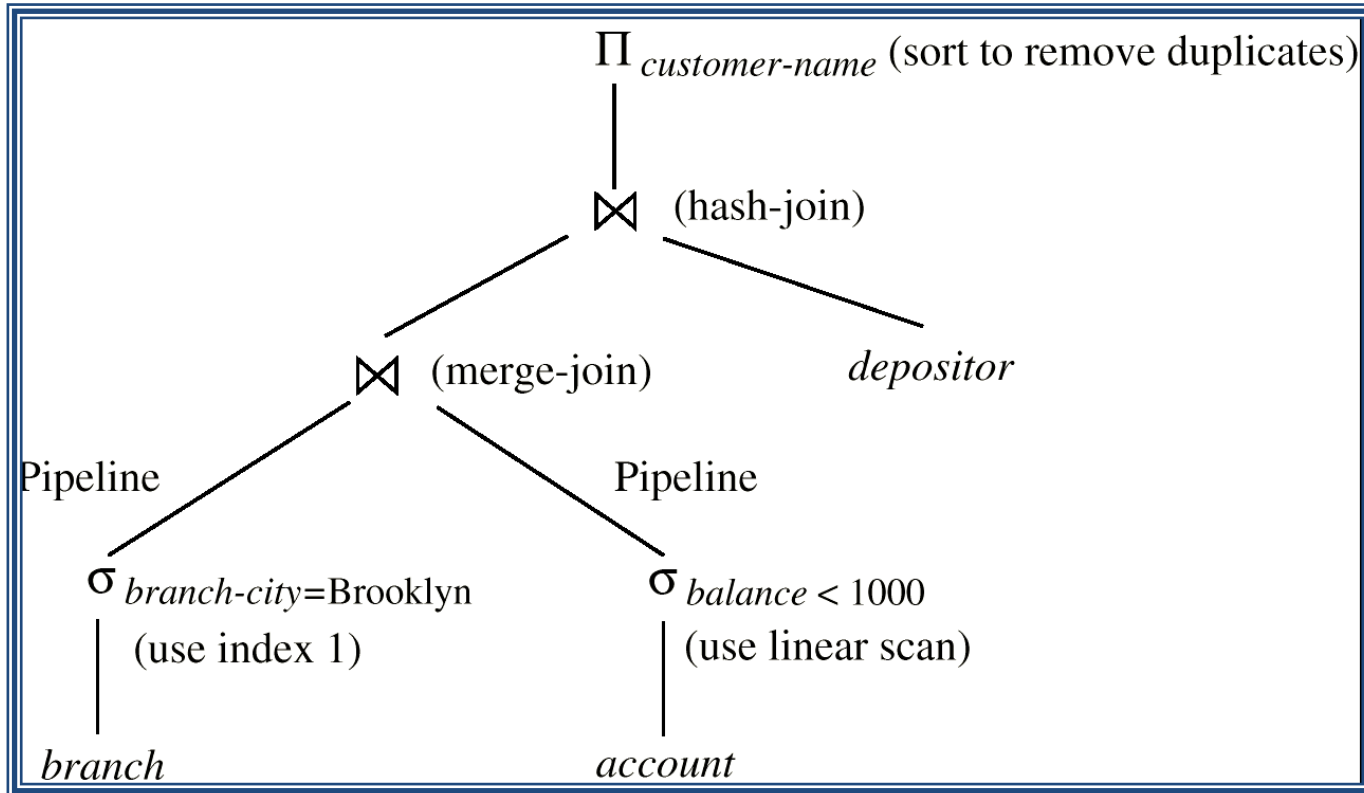 Π customer-name (sort to remove duplicates)
⋈ (hash-join)
⋈ (merge-join)
depositor
Pipeline
Pipeline
σ branch-city=Brooklyn
σ balance < 1000
(use index 1)
(use linear scan)
branch
account